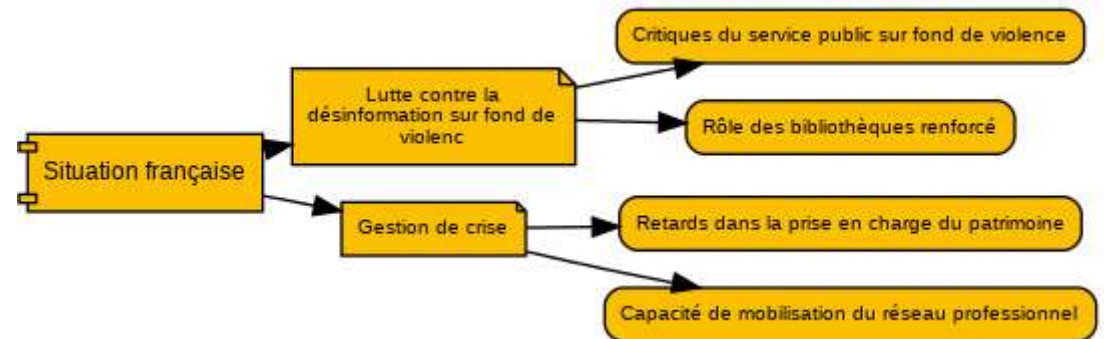 Critiques du service public sur fond de violence
Lutte contre la
désinformation sur fond de
violenc
Rôle des bibliothèques renforcé
Situation française
Gestion de crise
Retards dans la prise en charge du patrimoine
Capacité de mobilisation du réseau professionnel